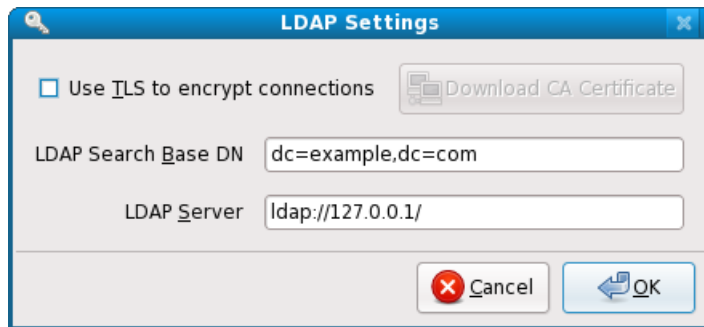 LDAP Settings
Use TLS to encrypt connections Download CA Certificate
LDAP Search Base DN dc=example,dc=com
LDAP Server ldap://127.0.0.1/
Cancel OK